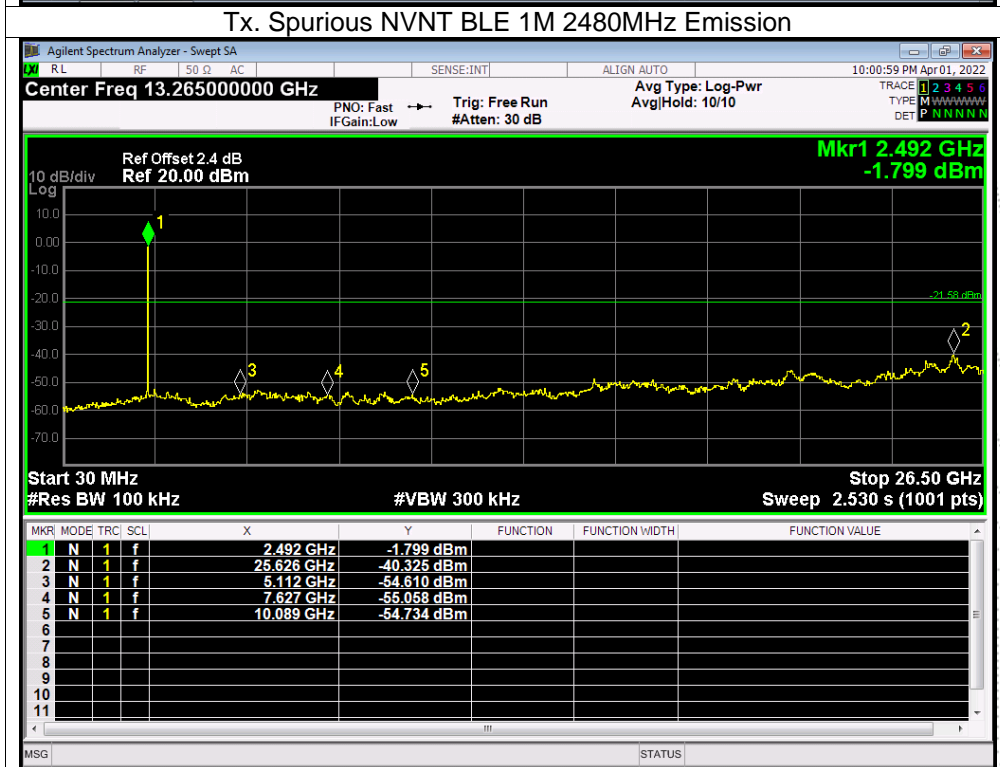 Tx. Spurious NVNT BLE 1M 2480MHz Emission
Agilent Spectrum Analyzer - Swept SA
LXI RL RF 50 Ω AC SENSE:INT ALIGN AUTO 10:00:59 PM Apr 01, 2022
Center Freq 13.265000000 GHz Avg Type: Log-Pwr TRACE 1 2 3 4 5 6
PNO: Fast Trig: Free Run Avg|Hold: 10/10 TYPE M WWWWW
IFGain:Low #Atten: 30 dB DET P N N N N N
Mkr1 2.492 GHz
Ref Offset 2.4 dB
10 dB/div Ref 20.00 dBm -1.799 dBm
Log
10.0
1
0.00
-10.0
-20.0 -21.58 dBm
-30.0
2
-40.0
3 4 5
-50.0
-60.0
-70.0
Start 30 MHz Stop 26.50 GHz
#Res BW 100 kHz #VBW 300 kHz Sweep 2.530 s (1001 pts)
MKR MODE TRC SCL X Y FUNCTION FUNCTION WIDTH FUNCTION VALUE
1 N 1 f 2.492 GHz -1.799 dBm
2 N 1 f 25.626 GHz -40.325 dBm
3 N 1 f 5.112 GHz -54.610 dBm
4 N 1 f 7.627 GHz -55.058 dBm
5 N 1 f 10.089 GHz -54.734 dBm
6
7
8
9
10
11
MSG STATUS